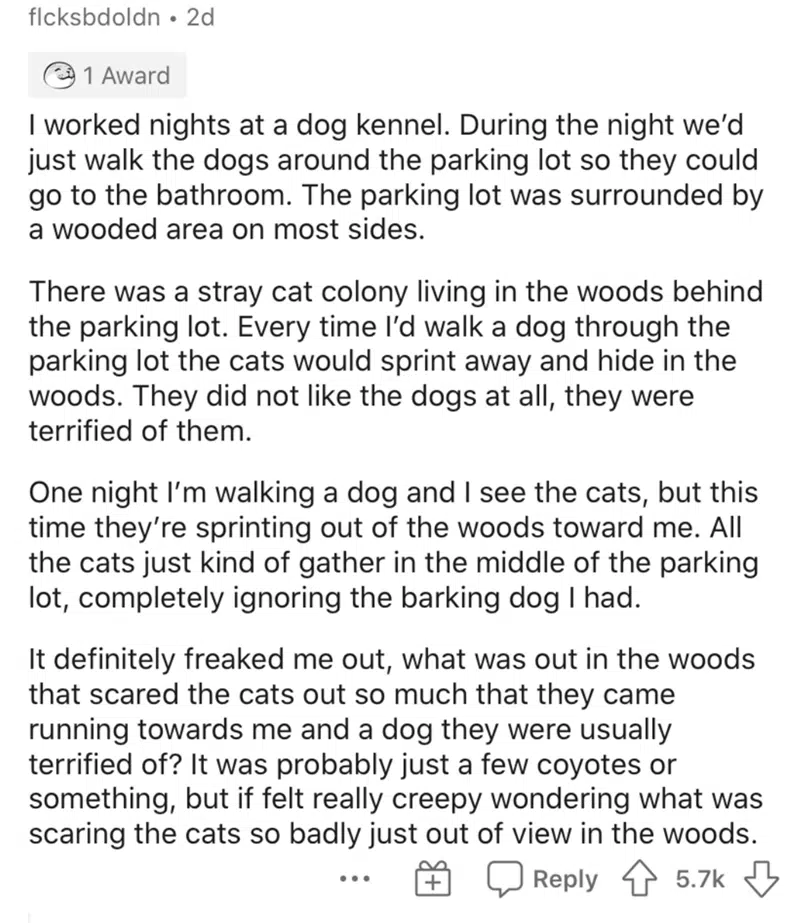 flcksbdoldn • 2d
1 Award
I worked nights at a dog kennel. During the night we'd
just walk the dogs around the parking lot so they could
go to the bathroom. The parking lot was surrounded by
a wooded area on most sides.
There was a stray cat colony living in the woods behind
the parking lot. Every time I'd walk a dog through the
parking lot the cats would sprint away and hide in the
woods. They did not like the dogs at all, they were
terrified of them.
One night I'm walking a dog and I see the cats, but this
time they're sprinting out of the woods toward me. All
the cats just kind of gather in the middle of the parking
lot, completely ignoring the barking dog I had.
It definitely freaked me out, what was out in the woods
that scared the cats out so much that they came
running towards me and a dog they were usually
terrified of? It was probably just a few coyotes or
something, but if felt really creepy wondering what was
scaring the cats so badly just out of view in the woods.
... Reply 5.7k